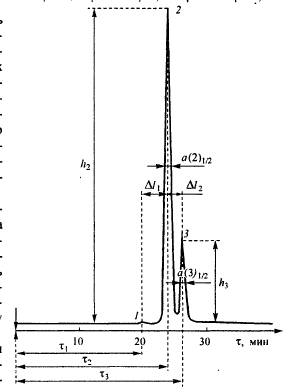 2
h₂
a(2)₁/₂
Δl₁ Δl₂
3
a(3)₁/₂
h₃
1
10 30 τ, мин
τ₁
τ₂
τ₃